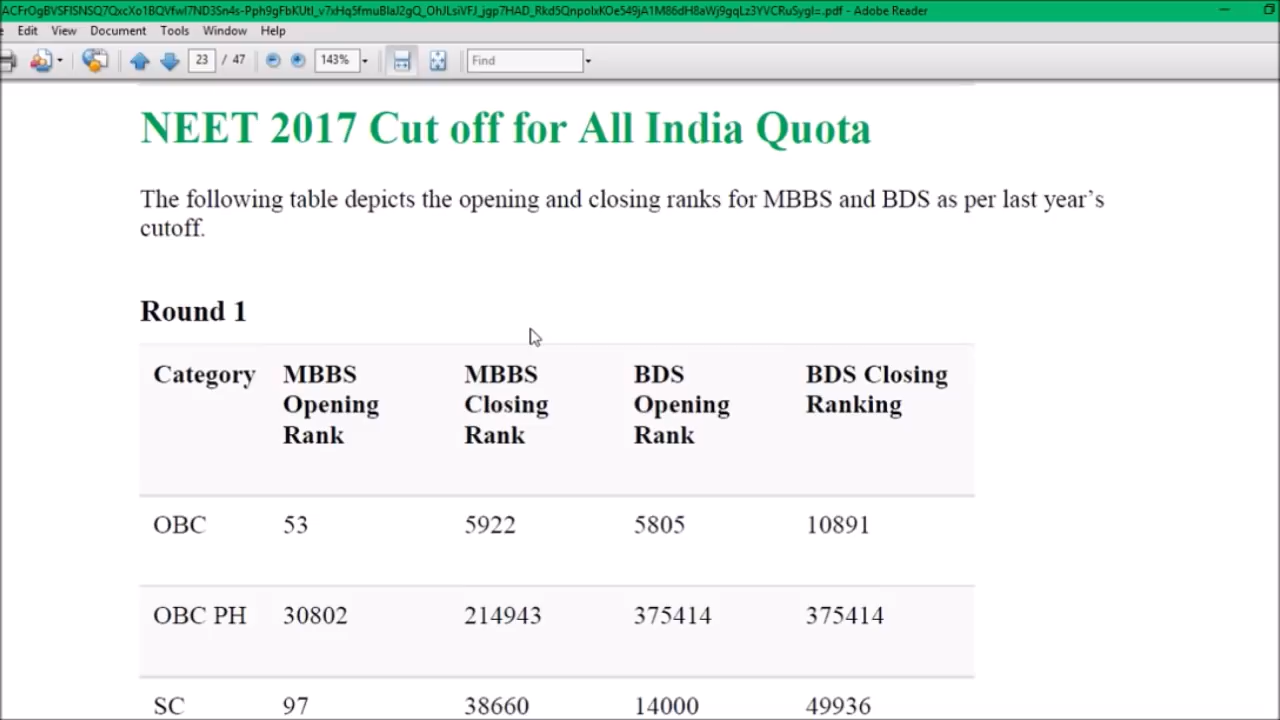 ACFrOgBVSFlSNSQ7QxcXo1BQVfwI7ND3Sn4s-Pph9gFbKUtI_v7xHq5fmuBlaJ2gQ_OhJLsiVFJ_jgp7HAD_Rkd5QnpolxKOe549jA1M86dH8aWj9gqLz3YVCRuSygI=.pdf - Adobe Reader
Edit View Document Tools Window Help
23 / 47 143% Find
NEET 2017 Cut off for All India Quota
The following table depicts the opening and closing ranks for MBBS and BDS as per last year’s
cutoff.
Round 1
Category MBBS MBBS BDS BDS Closing
Opening Closing Opening Ranking
Rank Rank Rank
OBC 53 5922 5805 10891
OBC PH 30802 214943 375414 375414
SC 97 38660 14000 49936